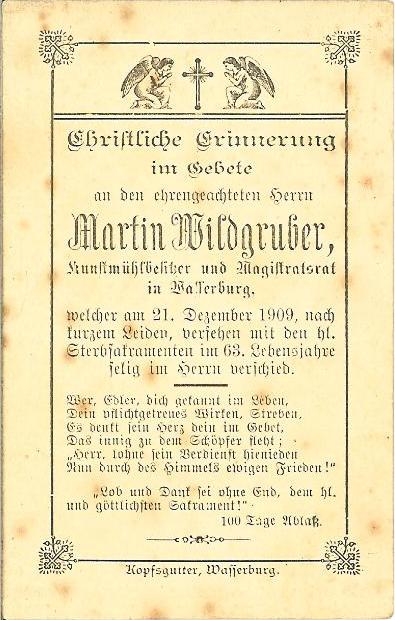 Christliche Erinnerung
im Gebete
an den ehrengeachteten Herrn
Martin Wildgruber,
Kunstmühlbesitzer und Magistratsrat
in Wasserburg,
welcher am 21. Dezember 1909, nach
kurzem Leiden, versehen mit den hl.
Sterbsakramenten im 63. Lebensjahre
selig im Herrn verschied.
Wer, Edler, dich gekannt im Leben,
Dein pflichtgetreues Wirken, Streben,
Es denkt sein Herz dein im Gebet,
Das innig zu dem Schöpfer fleht;
„Herr, lohne sein Verdienst hienieden
Nun durch des Himmels ewigen Frieden!"
„Lob und Dank sei ohne End, dem hl.
und göttlichsten Sakrament!"
100 Tage Ablaß.
Kopfsgutter, Wasserburg.